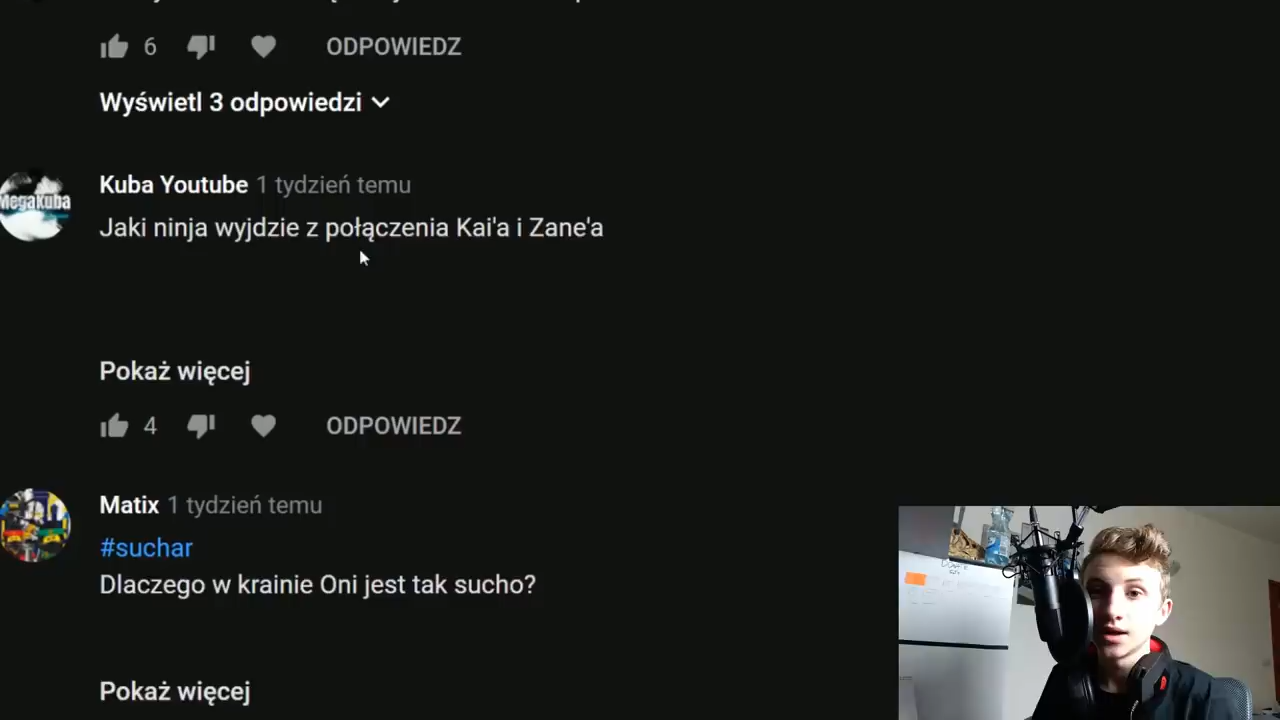 6 ODPOWIEDZ
Wyświetl 3 odpowiedzi
MegaKuba
Kuba Youtube 1 tydzień temu
Jaki ninja wyjdzie z połączenia Kai'a i Zane'a
Pokaż więcej
4 ODPOWIEDZ
Matix 1 tydzień temu
#suchar
Dlaczego w krainie Oni jest tak sucho?
Pokaż więcej